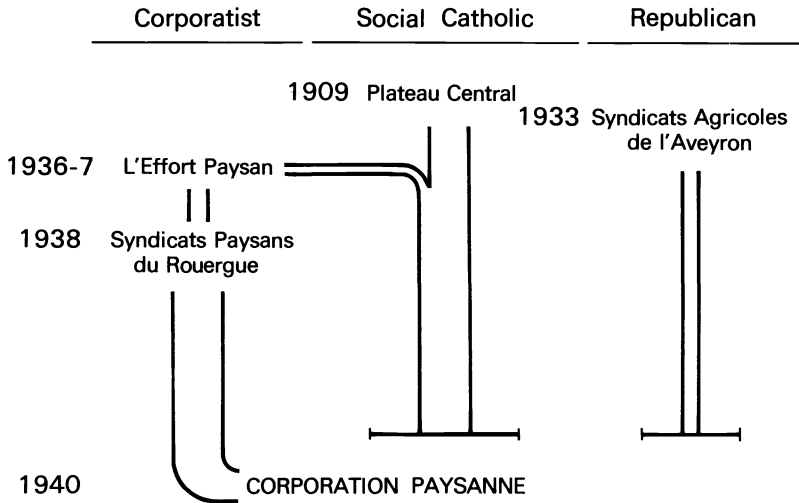 Corporatist Social Catholic Republican
1909 Plateau Central
1933 Syndicats Agricoles
de l'Aveyron
1936-7 L'Effort Paysan
1938 Syndicats Paysans
du Rouergue
1940 CORPORATION PAYSANNE